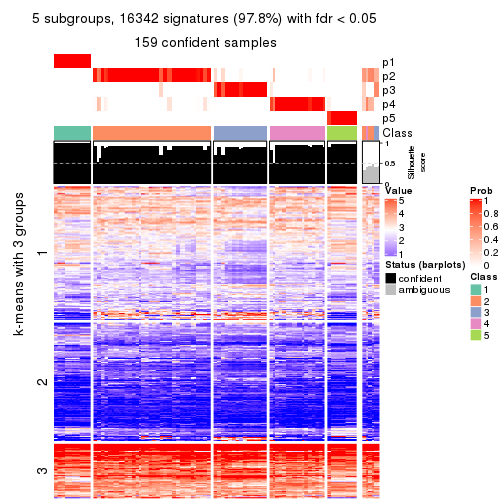 5 subgroups, 16342 signatures (97.8%) with fdr < 0.05
159 confident samples
p1
p2
p3
p4
p5
Class
1
0.5
0
Silhouette
score
k-means with 3 groups
1
2
3
Value
5
4
3
2
1
Status (barplots)
confident
ambiguous
Prob
1
0.8
0.6
0.4
0.2
0
Class
1
2
3
4
5